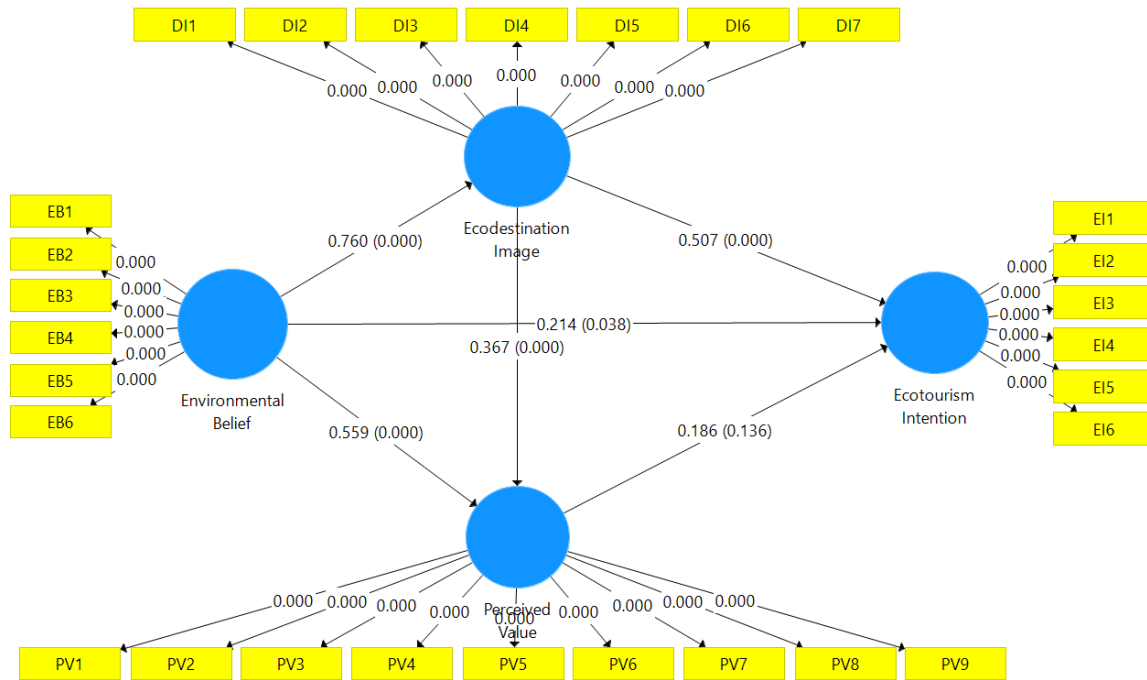 DI1 DI2 DI3 DI4 DI5 DI6 DI7
0.000 0.000 0.000 0.000 0.000 0.000 0.000
Ecodestination
Image
EB1
EB2
EB3
EB4
EB5
EB6
0.000
0.000
0.000
0.000
0.000
0.000
Environmental
Belief
0.760 (0.000)
0.507 (0.000)
0.214 (0.038)
0.367 (0.000)
0.559 (0.000)
0.186 (0.136)
EI1
EI2
EI3
EI4
EI5
EI6
0.000
0.000
0.000
0.000
0.000
0.000
Ecotourism
Intention
0.000 0.000 0.000 0.000 0.000 0.000 0.000 0.000 0.000
Perceived
Value
PV1 PV2 PV3 PV4 PV5 PV6 PV7 PV8 PV9